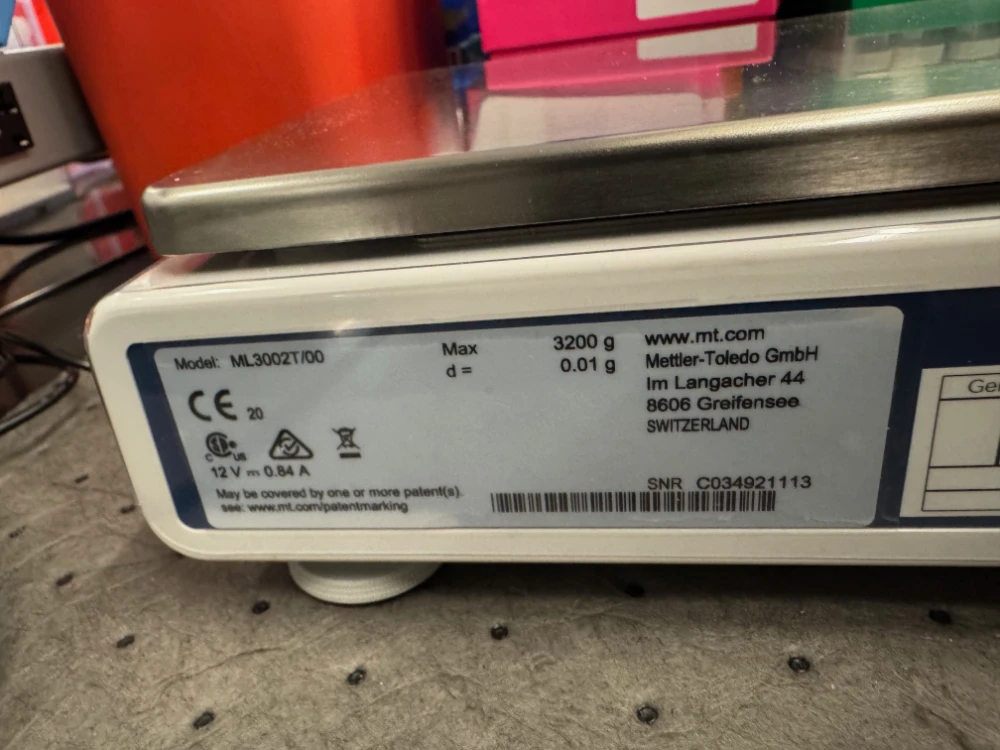 Model: ML3002T/00
Max 3200 g
d = 0.01 g
www.mt.com
Mettler-Toledo GmbH
Im Langacher 44
8606 Greifensee
SWITZERLAND
CE 20
C US
12 V ⎓ 0.84 A
May be covered by one or more patent(s).
see: www.mt.com/patentmarking
SNR C034921113